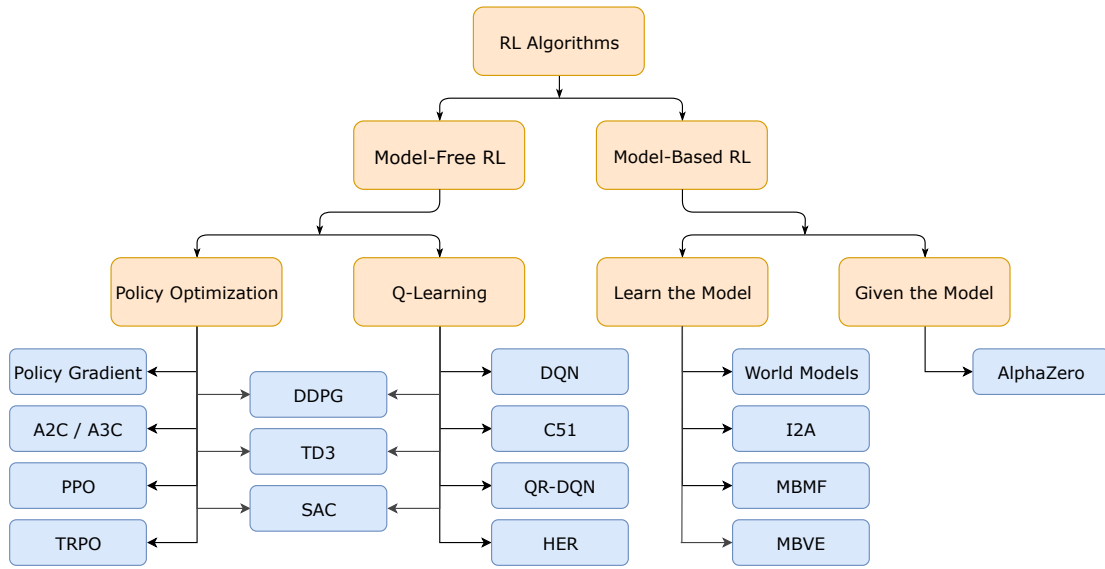 RL Algorithms
Model-Free RL
Model-Based RL
Policy Optimization
Q-Learning
Learn the Model
Given the Model
Policy Gradient
DDPG
DQN
World Models
AlphaZero
A2C / A3C
TD3
C51
I2A
PPO
SAC
QR-DQN
MBMF
TRPO
HER
MBVE